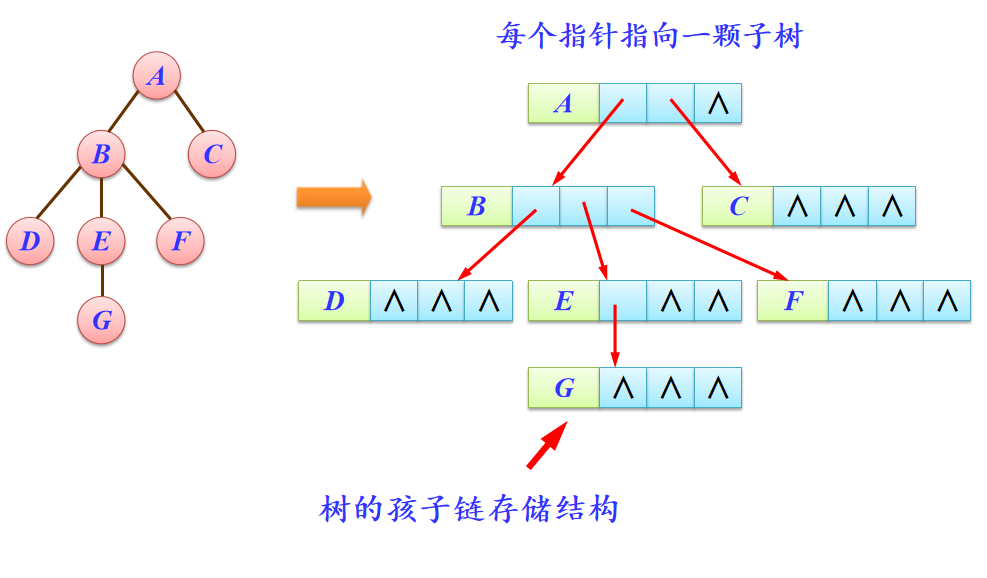 每个指针指向一颗子树
A
B
C
D
E
F
G
A ∧
B
C ∧ ∧ ∧
D ∧ ∧ ∧
E ∧ ∧
F ∧ ∧ ∧
G ∧ ∧ ∧
树的孩子链存储结构